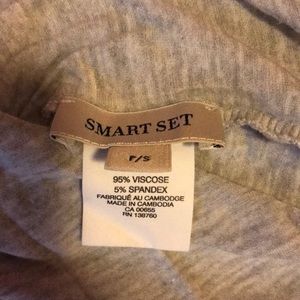 SMART SET
P/S
95% VISCOSE
5% SPANDEX
FABRIQUÉ AU CAMBODGE
MADE IN CAMBODIA
CA 00655
RN 138760